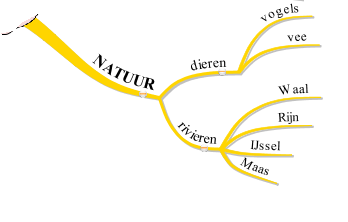 NATUUR
dieren
vogels
vee
rivieren
Waal
Rijn
IJssel
Maas